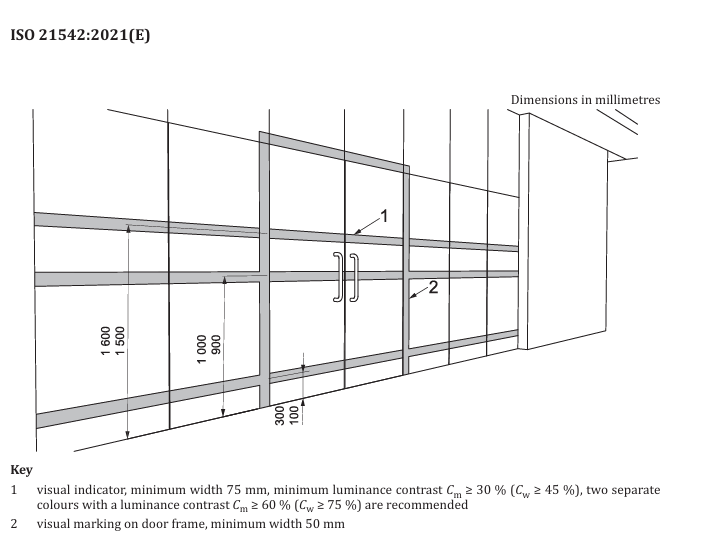 ISO 21542:2021(E)
Dimensions in millimetres
1
2
1 600
1 500
1 000
900
300
100
Key
1 visual indicator, minimum width 75 mm, minimum luminance contrast Cm ≥ 30 % (Cw ≥ 45 %), two separate
colours with a luminance contrast Cm ≥ 60 % (Cw ≥ 75 %) are recommended
2 visual marking on door frame, minimum width 50 mm